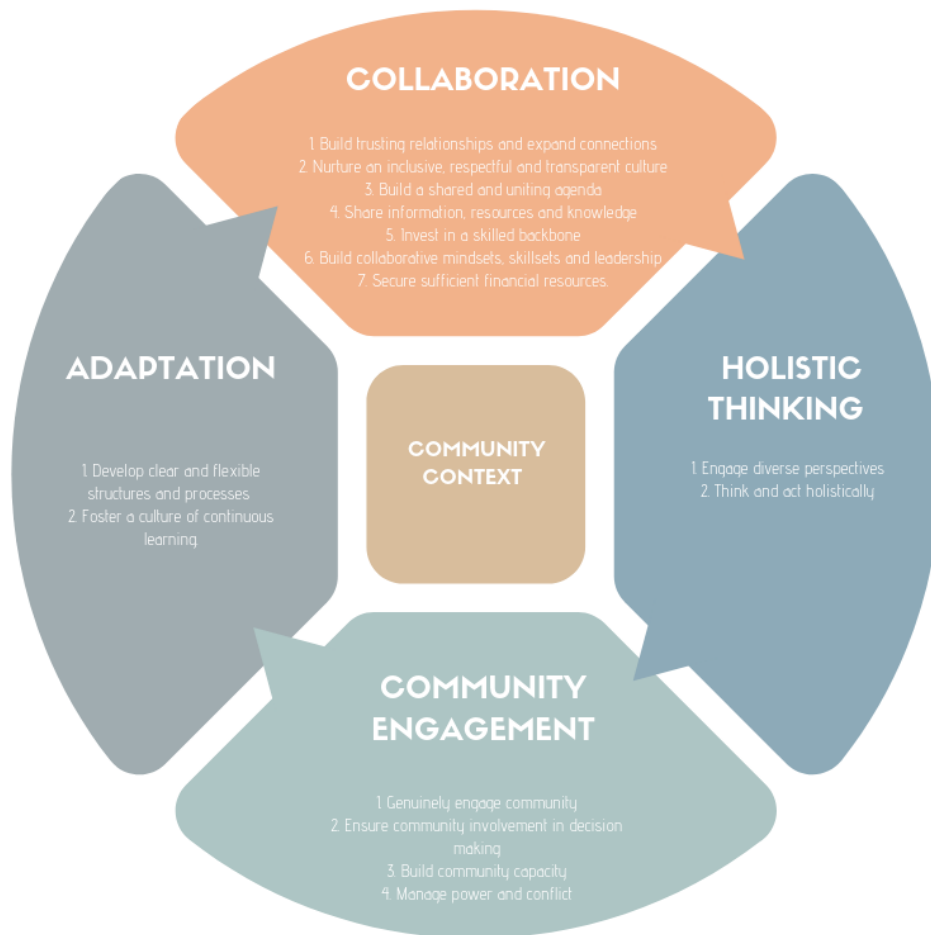 COLLABORATION
1. Build trusting relationships and expand connections
2. Nurture an inclusive, respectful and transparent culture
3. Build a shared and uniting agenda
4. Share information, resources and knowledge
5. Invest in a skilled backbone
6. Build collaborative mindsets, skillsets and leadership
7. Secure sufficient financial resources.
HOLISTIC
THINKING
1. Engage diverse perspectives
2. Think and act holistically
COMMUNITY
ENGAGEMENT
1. Genuinely engage community
2. Ensure community involvement in decision
making
3. Build community capacity
4. Manage power and conflict
ADAPTATION
1. Develop clear and flexible
structures and processes
2. Foster a culture of continuous
learning.
COMMUNITY
CONTEXT